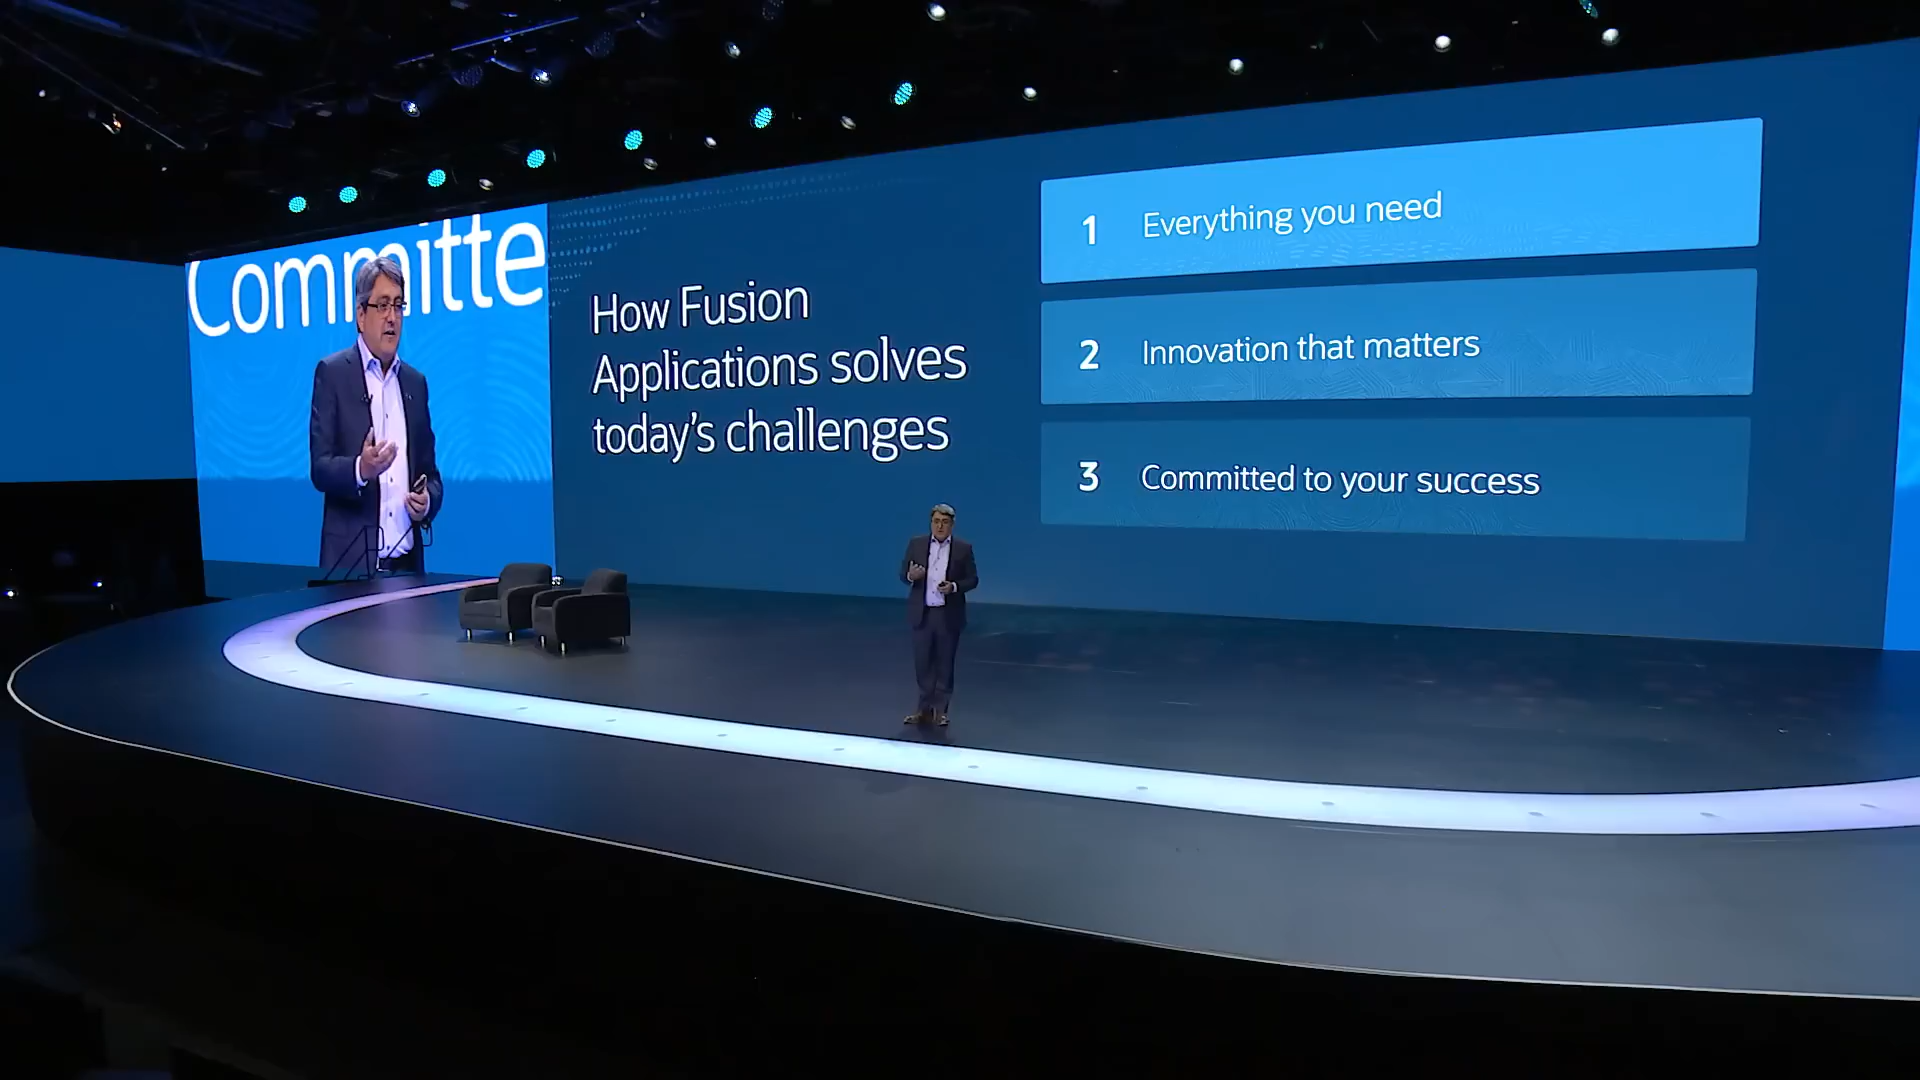 Committe
How Fusion
Applications solves
today's challenges
1 Everything you need
2 Innovation that matters
3 Committed to your success